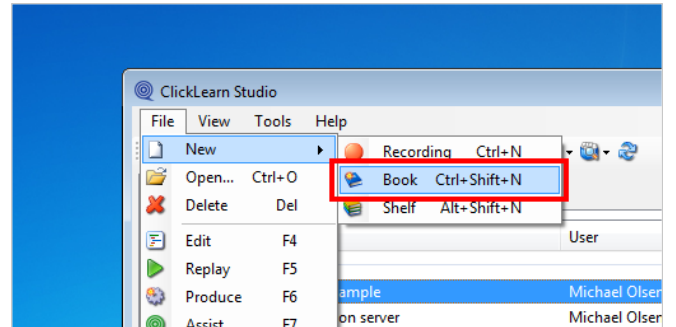 ClickLearn Studio
File View Tools Help
New
Recording Ctrl+N
Open... Ctrl+O
Book Ctrl+Shift+N
Delete Del
Shelf Alt+Shift+N
Edit F4
User
Replay F5
Produce F6
ample Michael Olsen
Assist F7
on server Michael Olsen